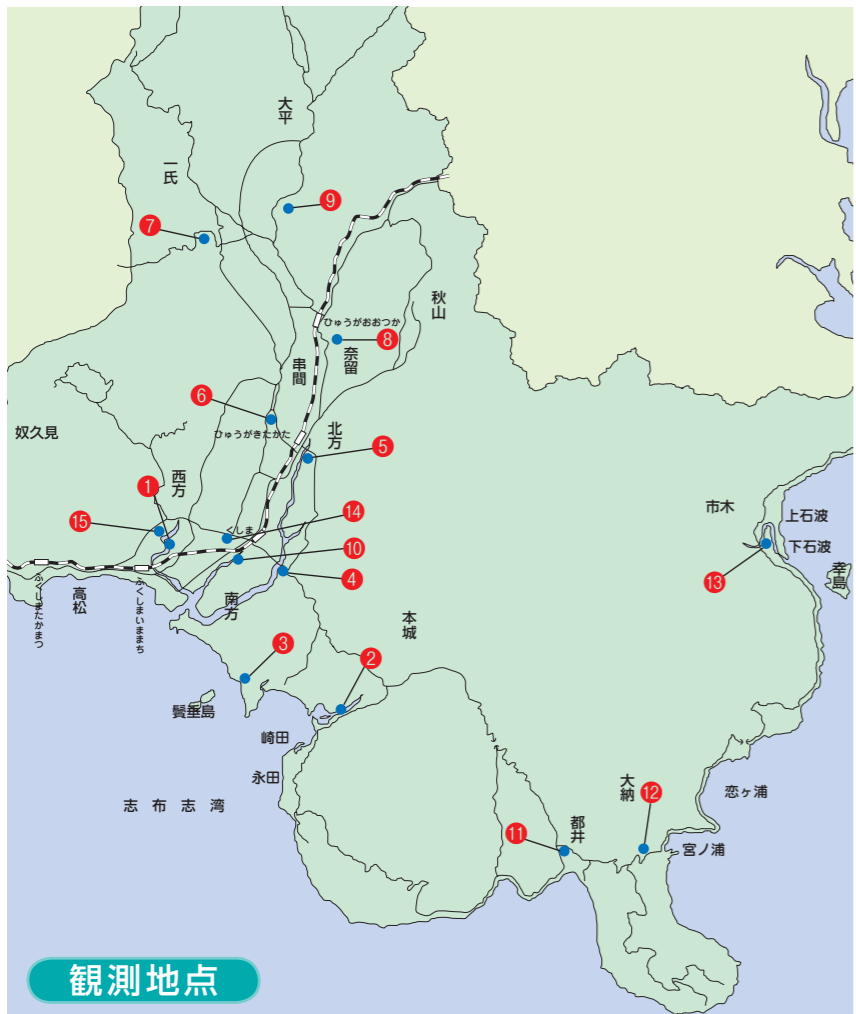 大平
一氏
⑨
⑦
秋山
ひゅうがおおつか
⑧
奈留
串間
⑥
ひゅうがきたかた
北方
⑤
奴久見
西方
①
⑮
くしま
⑭
⑩
④
市木
上石波
下石波
幸島
⑬
ふくしまたかまつ
高松
ふくしまいままち
南方
本城
③
②
鬢垂島
崎田
永田
志布志湾
大納
⑫
恋ヶ浦
都井
⑪
宮ノ浦
観測地点